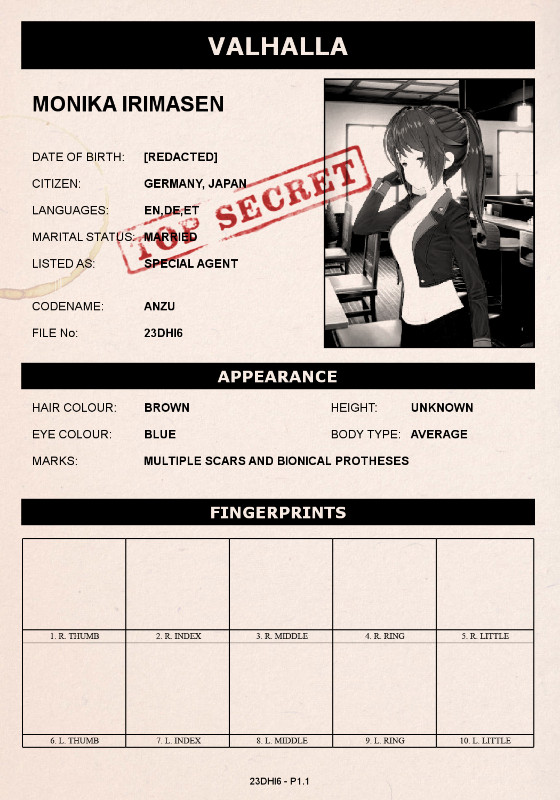 VALHALLA
MONIKA IRIMASEN
DATE OF BIRTH: [REDACTED]
CITIZEN: GERMANY, JAPAN
LANGUAGES: EN,DE,ET
MARITAL STATUS: MARRIED
LISTED AS: SPECIAL AGENT
TOP SECRET
CODENAME: ANZU
FILE No: 23DHI6
APPEARANCE
HAIR COLOUR: BROWN HEIGHT: UNKNOWN
EYE COLOUR: BLUE BODY TYPE: AVERAGE
MARKS: MULTIPLE SCARS AND BIONICAL PROTHESES
FINGERPRINTS
1. R. THUMB 2. R. INDEX 3. R. MIDDLE 4. R. RING 5. R. LITTLE
6. L. THUMB 7. L. INDEX 8. L. MIDDLE 9. L. RING 10. L. LITTLE
23DHI6 - P1.1